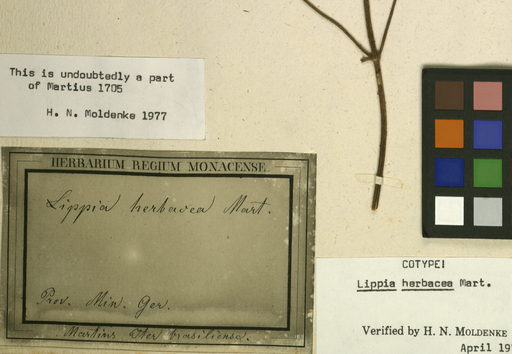 This is undoubtedly a part
of Martius 1705
H. N. Moldenke 1977
HERBARIUM REGIUM MONACENSE.
Lippia herbacea Mart.
Prov. Min. Ger.
Martius Iter brasiliense.
COTYPE!
Lippia herbacea Mart.
Verified by H. N. MOLDENKE
April 19